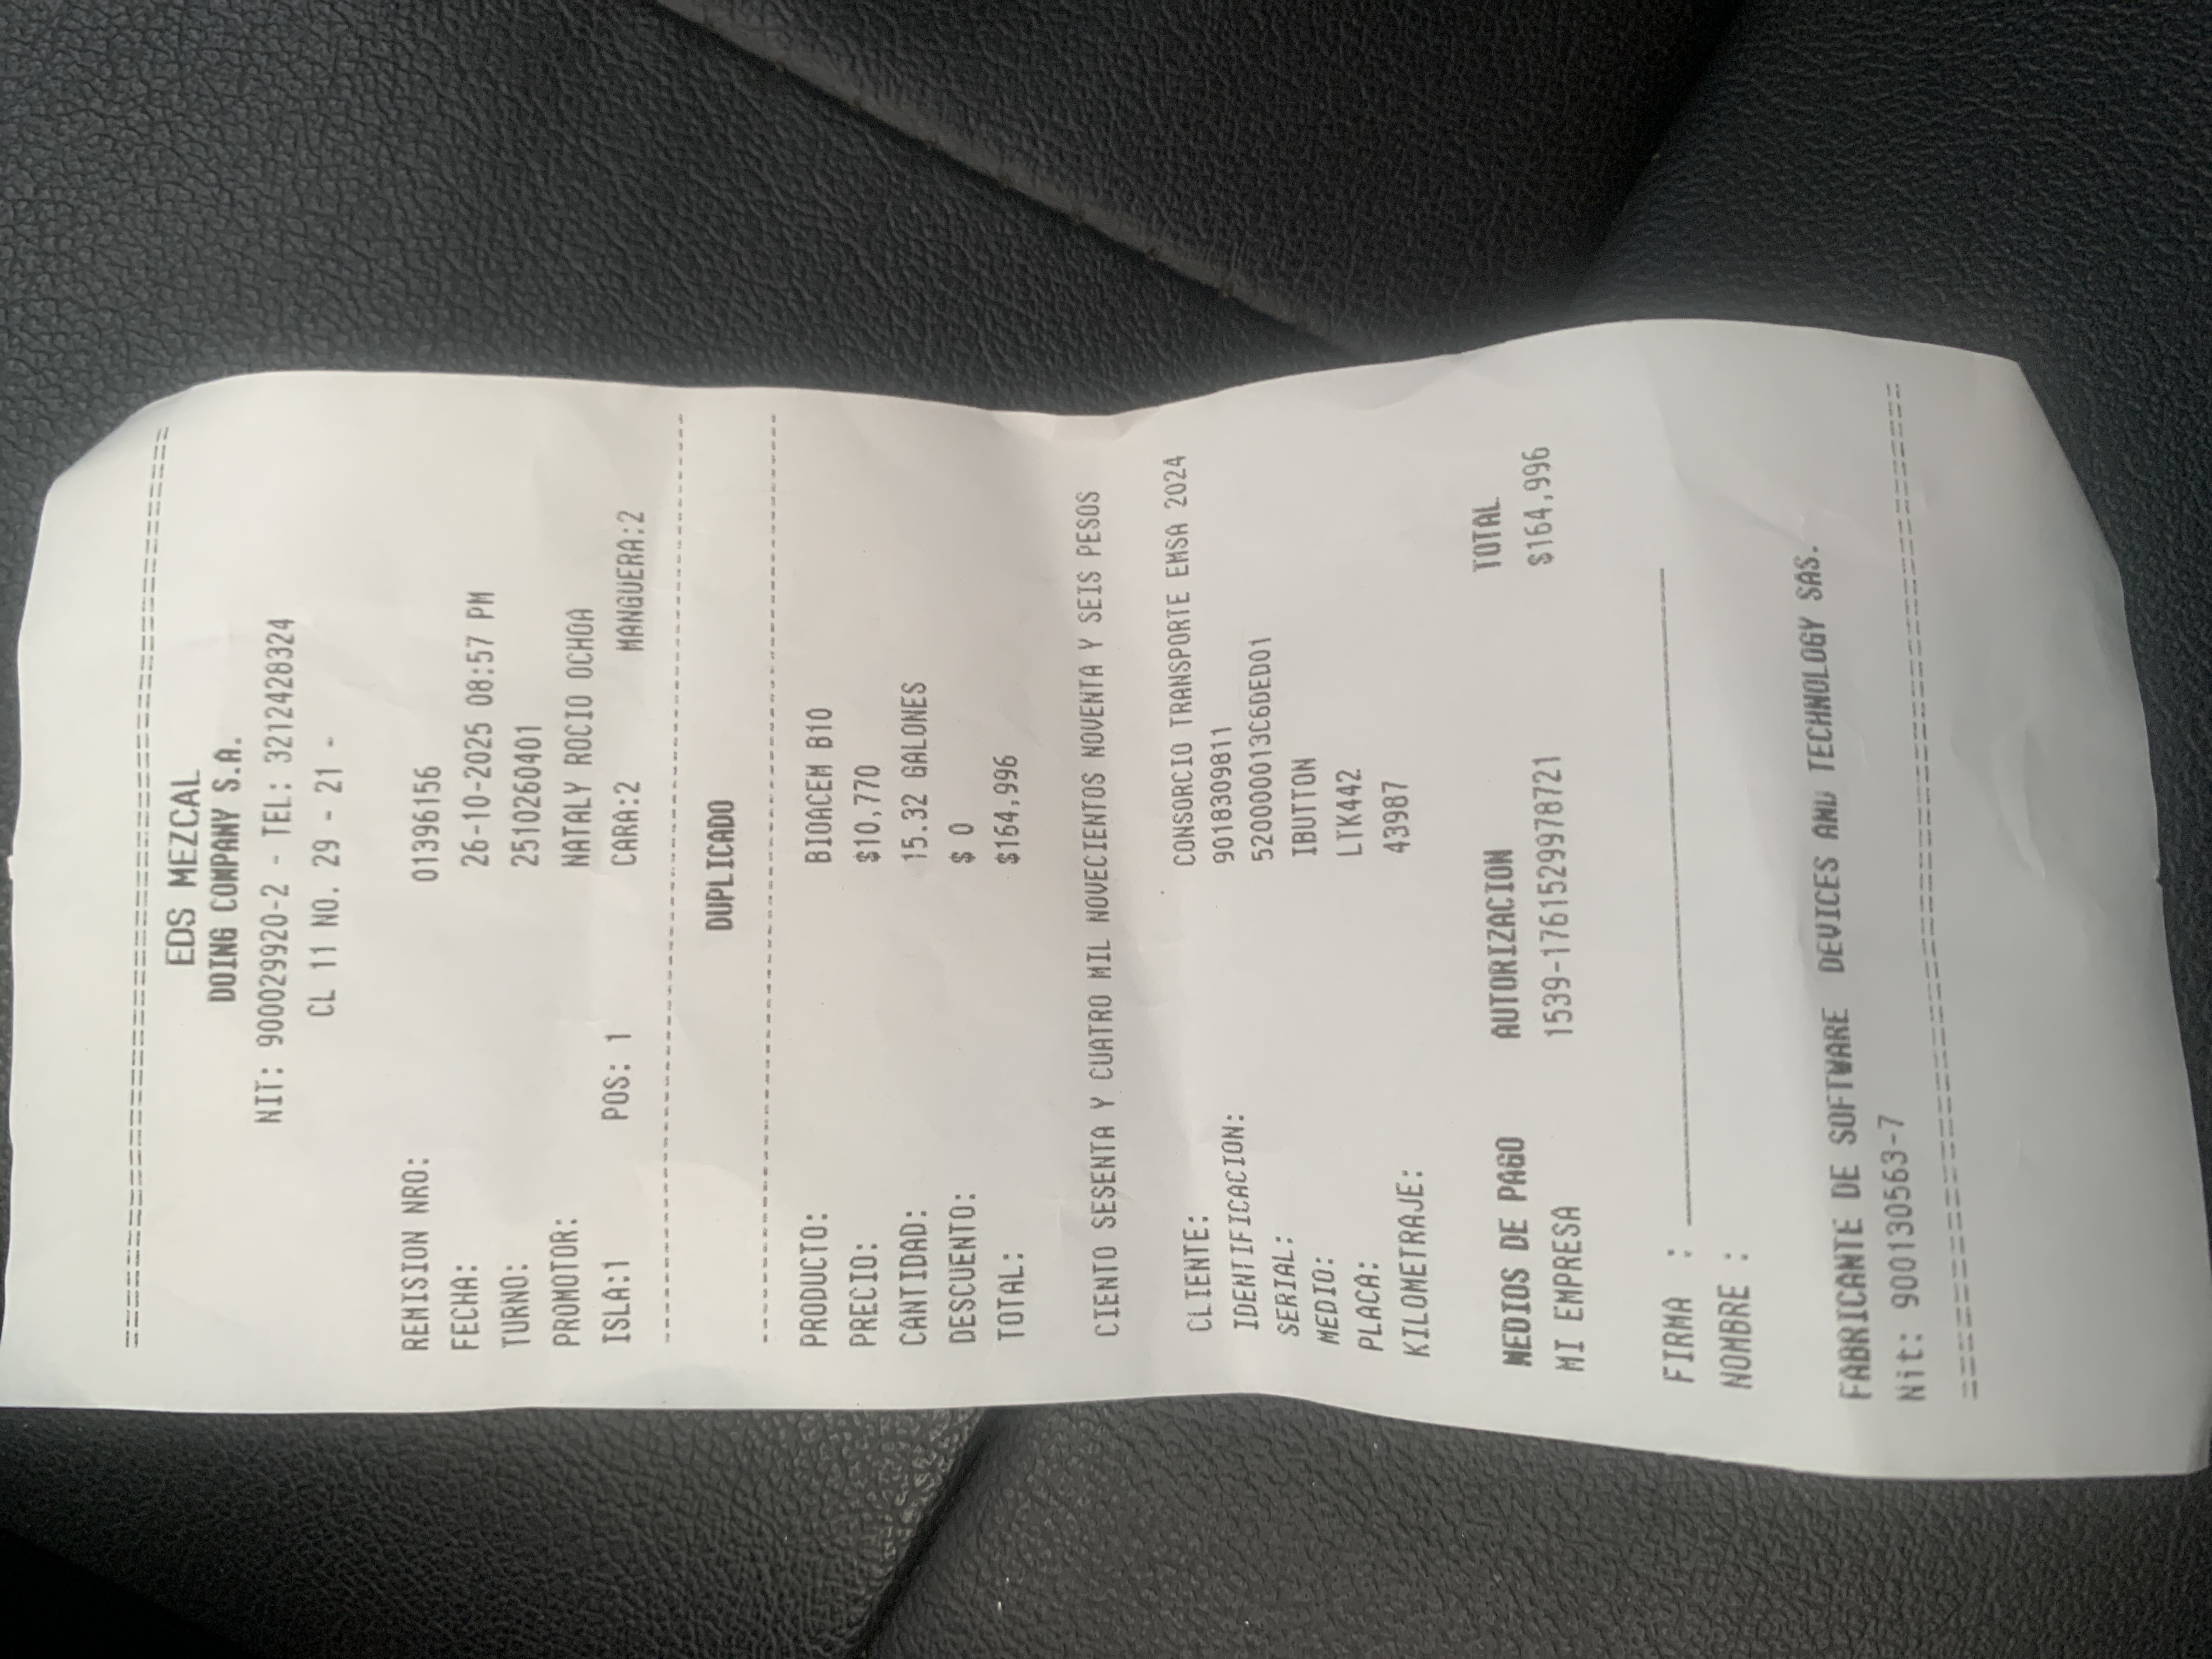 ================================================
EDS MEZCAL
DOING COMPANY S.A.
NIT: 900029920-2 - TEL: 3212428324
CL 11 NO. 29 - 21 -
REMISION NRO: 01396156
FECHA: 26-10-2025 08:57 PM
TURNO: 2510260401
PROMOTOR: NATALY ROCIO OCHOA
ISLA:1 POS: 1 CARA:2 MANGUERA:2
------------------------------------------------
DUPLICADO
------------------------------------------------
PRODUCTO: BIOACEM B10
PRECIO: $10,770
CANTIDAD: 15.32 GALONES
DESCUENTO: $ 0
TOTAL: $164,996
CIENTO SESENTA Y CUATRO MIL NOVECIENTOS NOVENTA Y SEIS PESOS
CLIENTE: CONSORCIO TRANSPORTE EMSA 2024
IDENTIFICACION: 9018309811
SERIAL: 520000013C6DED01
MEDIO: IBUTTON
PLACA: LTK442
KILOMETRAJE: 43987
MEDIOS DE PAGO AUTORIZACION TOTAL
MI EMPRESA 1539-1761529978721 $164,996
FIRMA : ______________________________
NOMBRE :
FABRICANTE DE SOFTWARE DEVICES AND TECHNOLOGY SAS.
Nit: 900130563-7
================================================